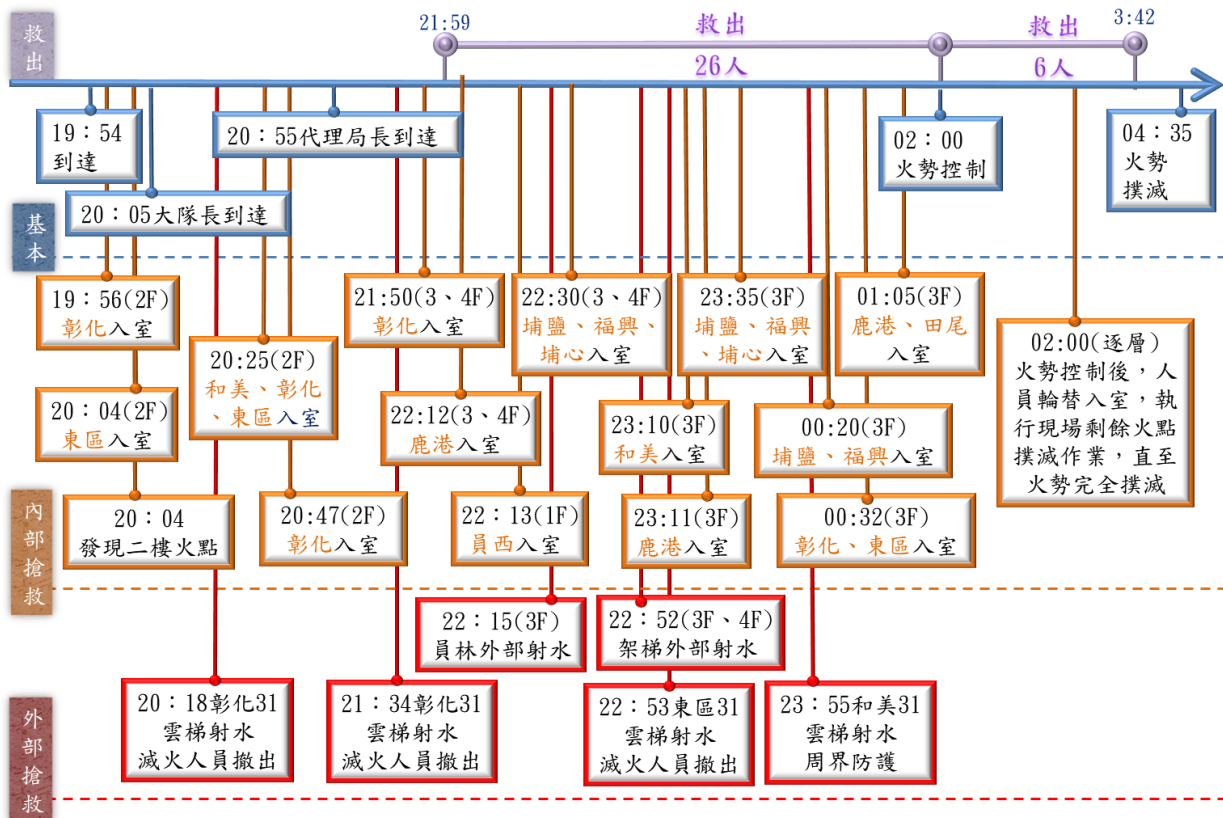 救出
21:59
救出
26人
救出
6人
3:42
基本
19：54
到達
20：05大隊長到達
20：55代理局長到達
02：00
火勢控制
04：35
火勢
撲滅
內部搶救
19：56(2F)
彰化入室
20：04(2F)
東區入室
20：04
發現二樓火點
20:25(2F)
和美、彰化
、東區入室
20:47(2F)
彰化入室
21:50(3、4F)
彰化入室
22:12(3、4F)
鹿港入室
22：13(1F)
員西入室
22:30(3、4F)
埔鹽、福興、
埔心入室
23:10(3F)
和美入室
23:11(3F)
鹿港入室
23:35(3F)
埔鹽、福興
、埔心入室
00:20(3F)
埔鹽、福興入室
00:32(3F)
彰化、東區入室
01:05(3F)
鹿港、田尾
入室
02:00(逐層)
火勢控制後，人
員輪替入室，執
行現場剩餘火點
撲滅作業，直至
火勢完全撲滅
外部搶救
20：18彰化31
雲梯射水
滅火人員撤出
21：34彰化31
雲梯射水
滅火人員撤出
22：15(3F)
員林外部射水
22：52(3F、4F)
架梯外部射水
22：53東區31
雲梯射水
滅火人員撤出
23：55和美31
雲梯射水
周界防護